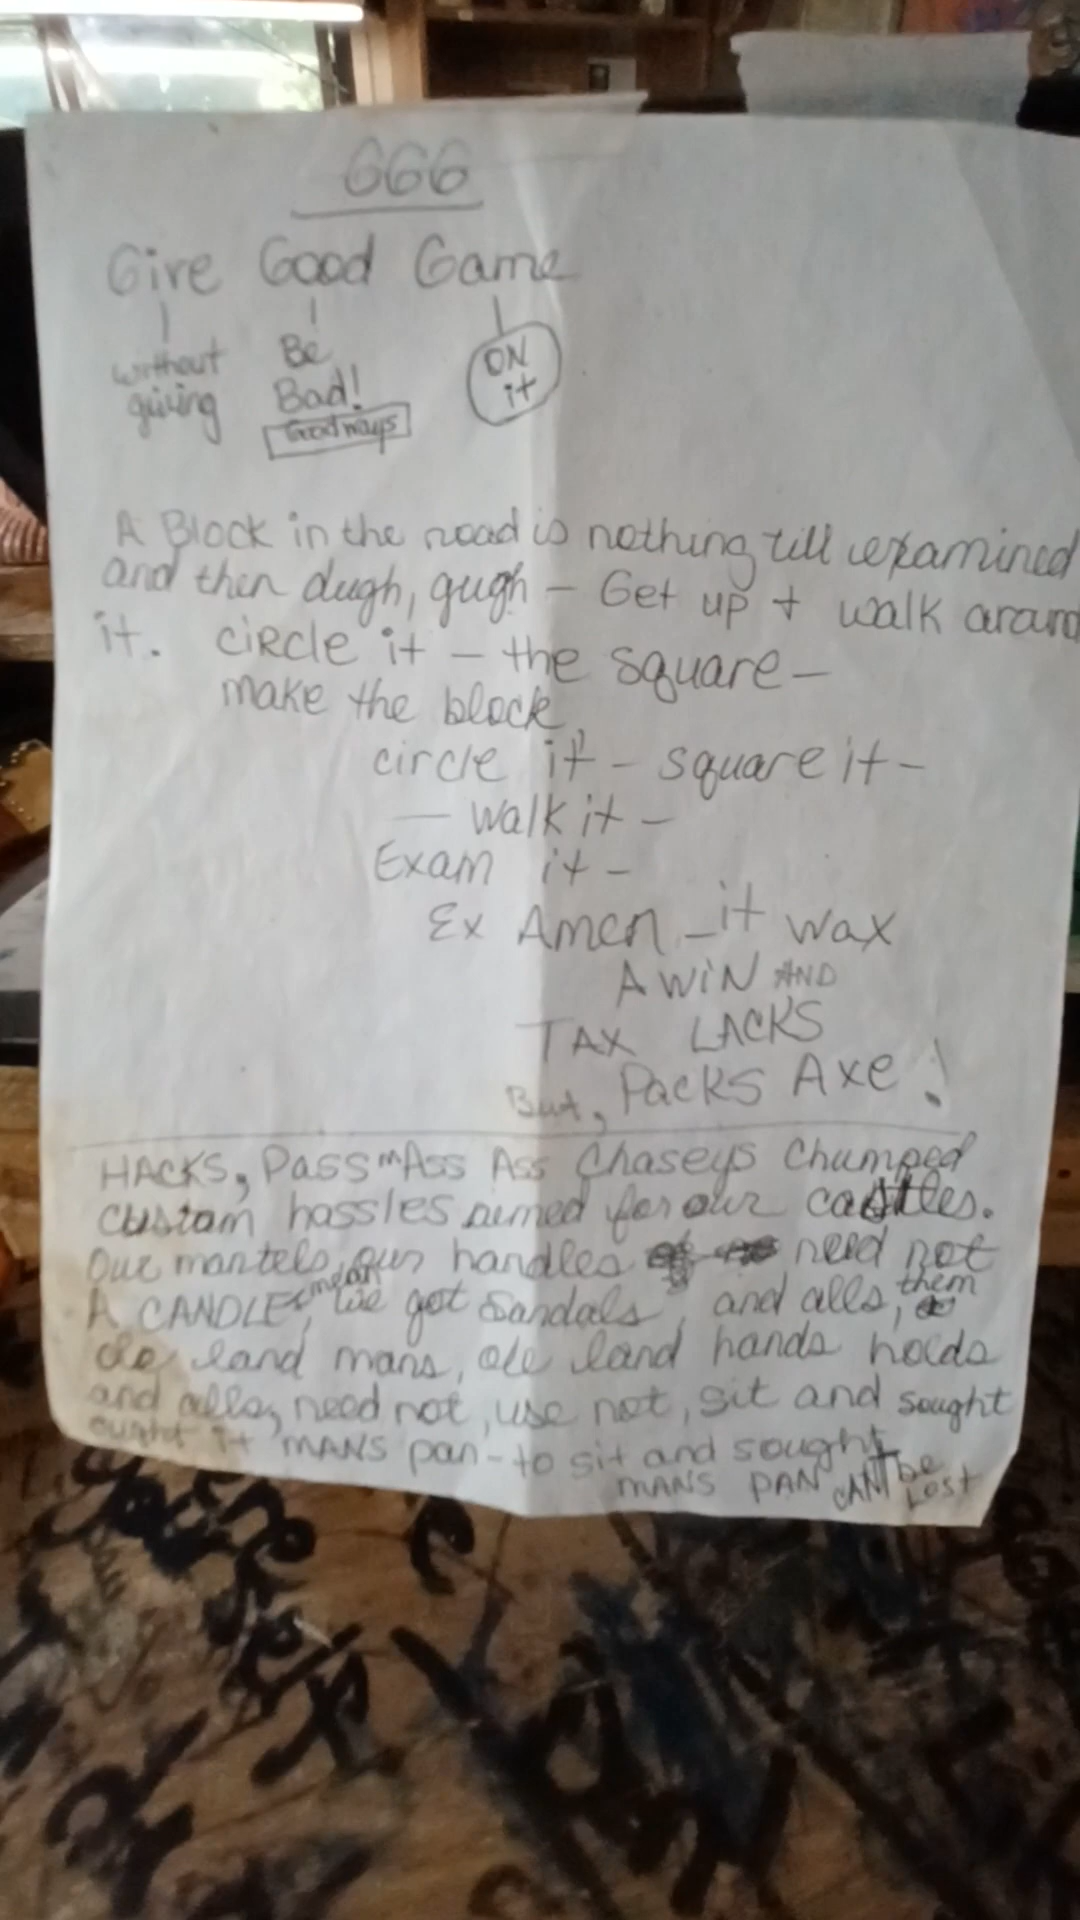 GGG
Give Good Game
without giving
Be Bad!
Goodways
ON it
A Block in the road is nothing till examined
and then dugh, gugh — Get up + walk around
it. circle it — the square —
make the block
circle it — square it —
— walk it —
Exam it —
Ex Amen — it wax
A WiN AND
TAX LACKS
But, Packs Axe!
HACKS, Pass mAss Ass Chaseys Chumped
custom hassles aimed for our castles.
Our mantels, our handles need not
A CANDLE, mean we got Sandals, and alls, them
ole land mans, ole land hands holds
and alls, need not, use not, sit and sought
ought it MANS pan - to sit and sought
MANS PAN CANT be Lost